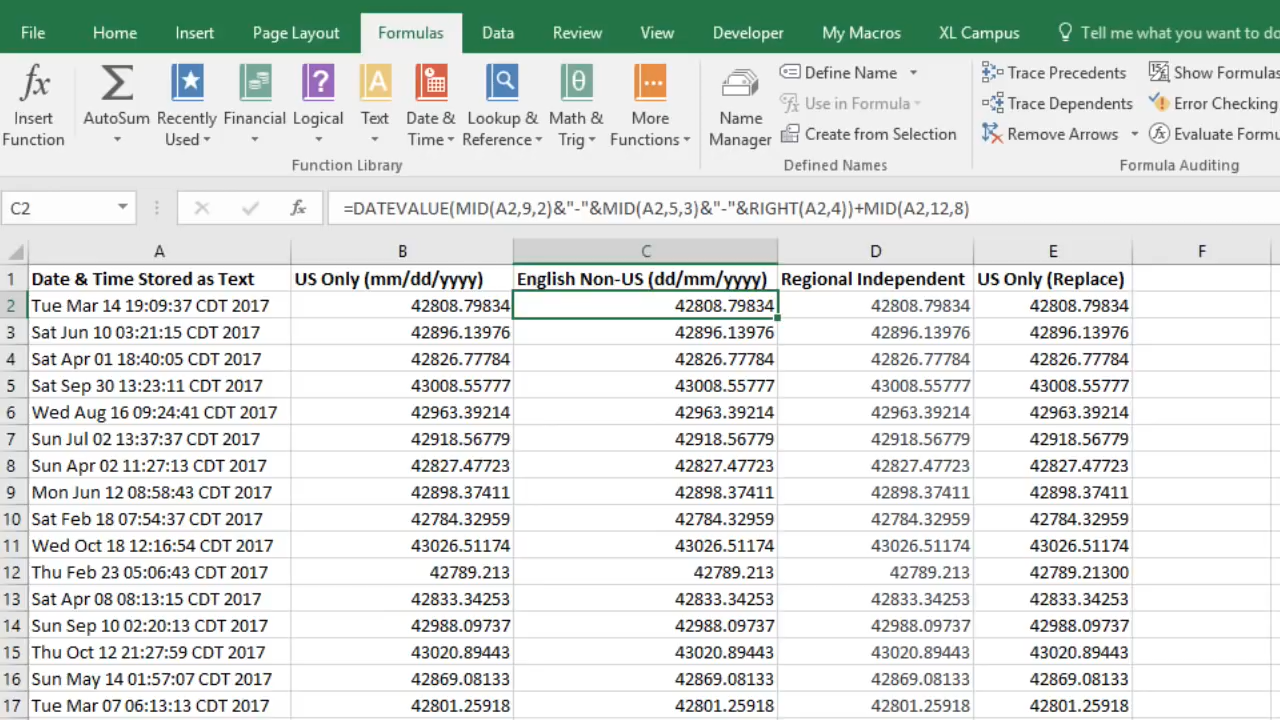 File Home Insert Page Layout Formulas Data Review View Developer My Macros XL Campus Tell me what you want to do
fx Σ ? A θ
Insert Function
AutoSum
Recently Used
Financial
Logical
Text
Date & Time
Lookup & Reference
Math & Trig
More Functions
Function Library
Name Manager
Define Name
Use in Formula
Create from Selection
Defined Names
Trace Precedents
Trace Dependents
Remove Arrows
Show Formulas
Error Checking
Evaluate Formu
Formula Auditing
C2 fx =DATEVALUE(MID(A2,9,2)&"-"&MID(A2,5,3)&"-"&RIGHT(A2,4))+MID(A2,12,8)
A B C D E F
1 Date & Time Stored as Text US Only (mm/dd/yyyy) English Non-US (dd/mm/yyyy) Regional Independent US Only (Replace)
2 Tue Mar 14 19:09:37 CDT 2017 42808.79834 42808.79834 42808.79834 42808.79834
3 Sat Jun 10 03:21:15 CDT 2017 42896.13976 42896.13976 42896.13976 42896.13976
4 Sat Apr 01 18:40:05 CDT 2017 42826.77784 42826.77784 42826.77784 42826.77784
5 Sat Sep 30 13:23:11 CDT 2017 43008.55777 43008.55777 43008.55777 43008.55777
6 Wed Aug 16 09:24:41 CDT 2017 42963.39214 42963.39214 42963.39214 42963.39214
7 Sun Jul 02 13:37:37 CDT 2017 42918.56779 42918.56779 42918.56779 42918.56779
8 Sun Apr 02 11:27:13 CDT 2017 42827.47723 42827.47723 42827.47723 42827.47723
9 Mon Jun 12 08:58:43 CDT 2017 42898.37411 42898.37411 42898.37411 42898.37411
10 Sat Feb 18 07:54:37 CDT 2017 42784.32959 42784.32959 42784.32959 42784.32959
11 Wed Oct 18 12:16:54 CDT 2017 43026.51174 43026.51174 43026.51174 43026.51174
12 Thu Feb 23 05:06:43 CDT 2017 42789.213 42789.213 42789.213 42789.21300
13 Sat Apr 08 08:13:15 CDT 2017 42833.34253 42833.34253 42833.34253 42833.34253
14 Sun Sep 10 02:20:13 CDT 2017 42988.09737 42988.09737 42988.09737 42988.09737
15 Thu Oct 12 21:27:59 CDT 2017 43020.89443 43020.89443 43020.89443 43020.89443
16 Sun May 14 01:57:07 CDT 2017 42869.08133 42869.08133 42869.08133 42869.08133
17 Tue Mar 07 06:13:13 CDT 2017 42801.25918 42801.25918 42801.25918 42801.25918